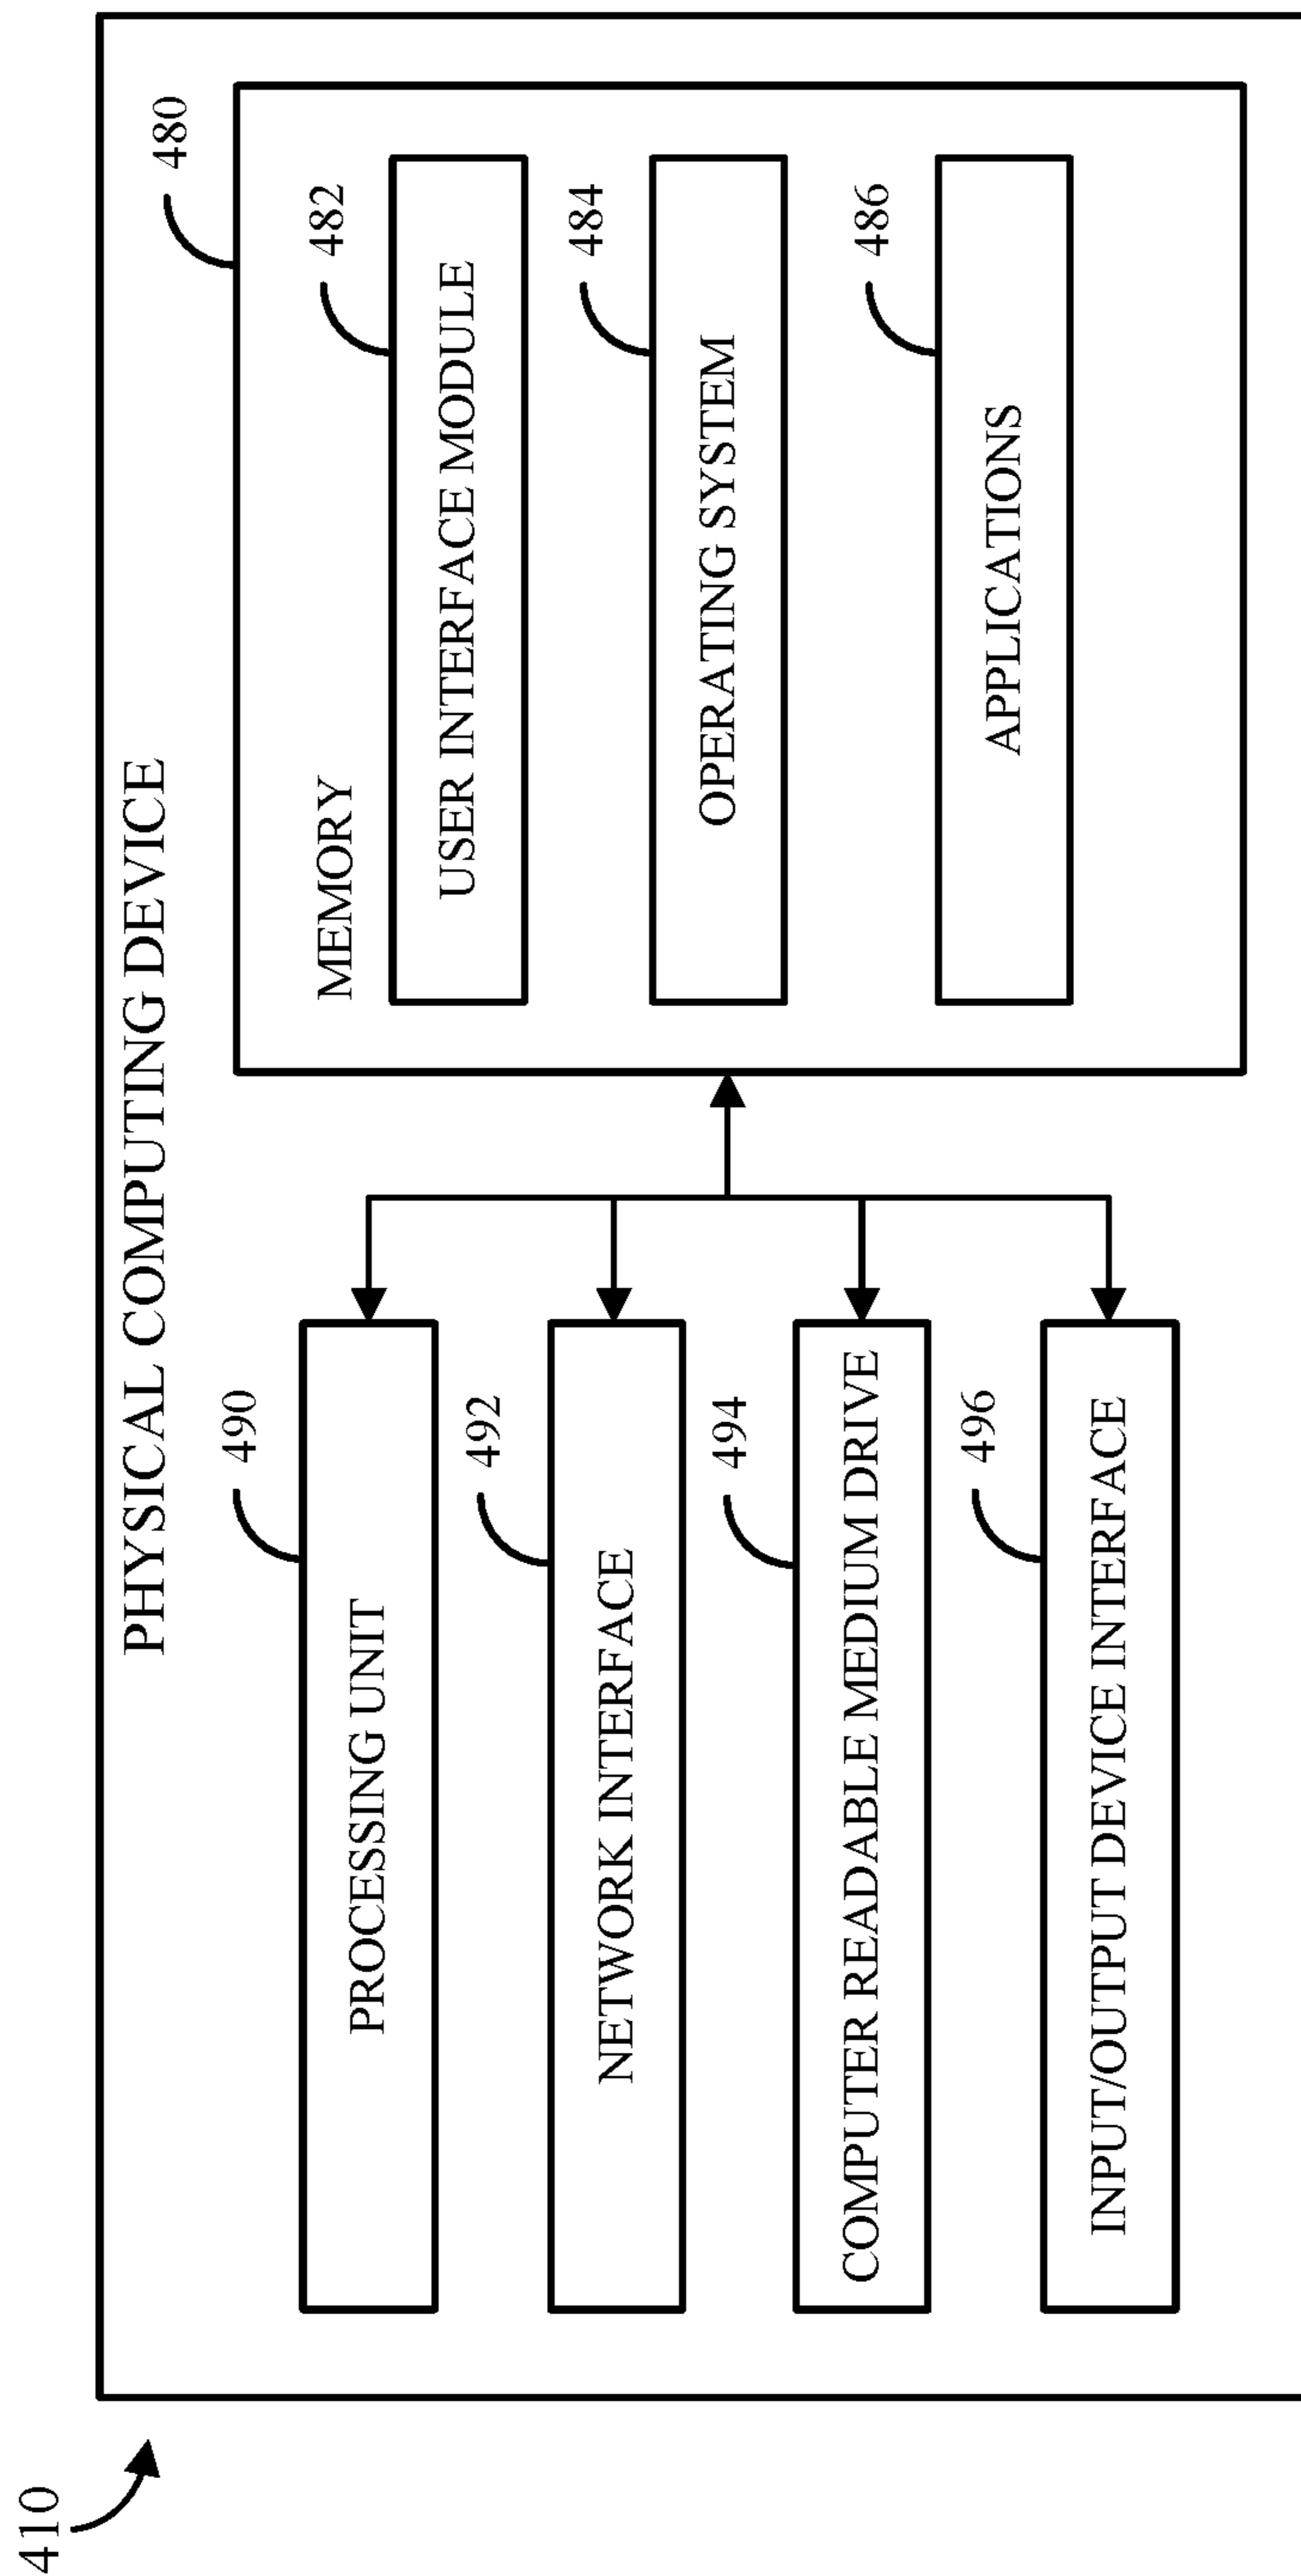 410
PHYSICAL COMPUTING DEVICE
490
PROCESSING UNIT
492
NETWORK INTERFACE
494
COMPUTER READABLE MEDIUM DRIVE
496
INPUT/OUTPUT DEVICE INTERFACE
480
MEMORY
482
USER INTERFACE MODULE
484
OPERATING SYSTEM
486
APPLICATIONS